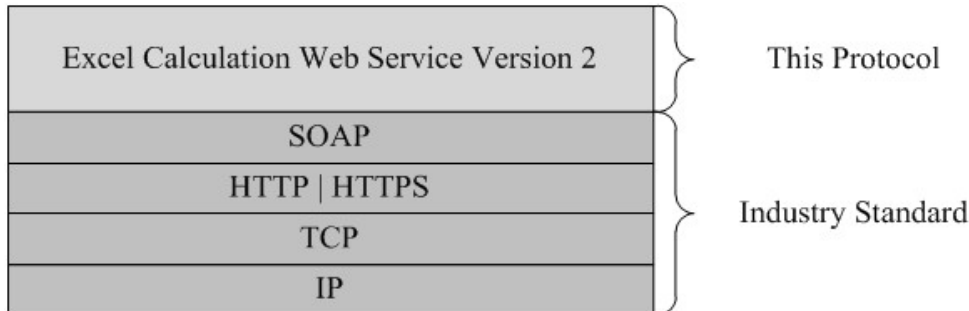 Excel Calculation Web Service Version 2
This Protocol
SOAP
HTTP | HTTPS
TCP
IP
Industry Standard